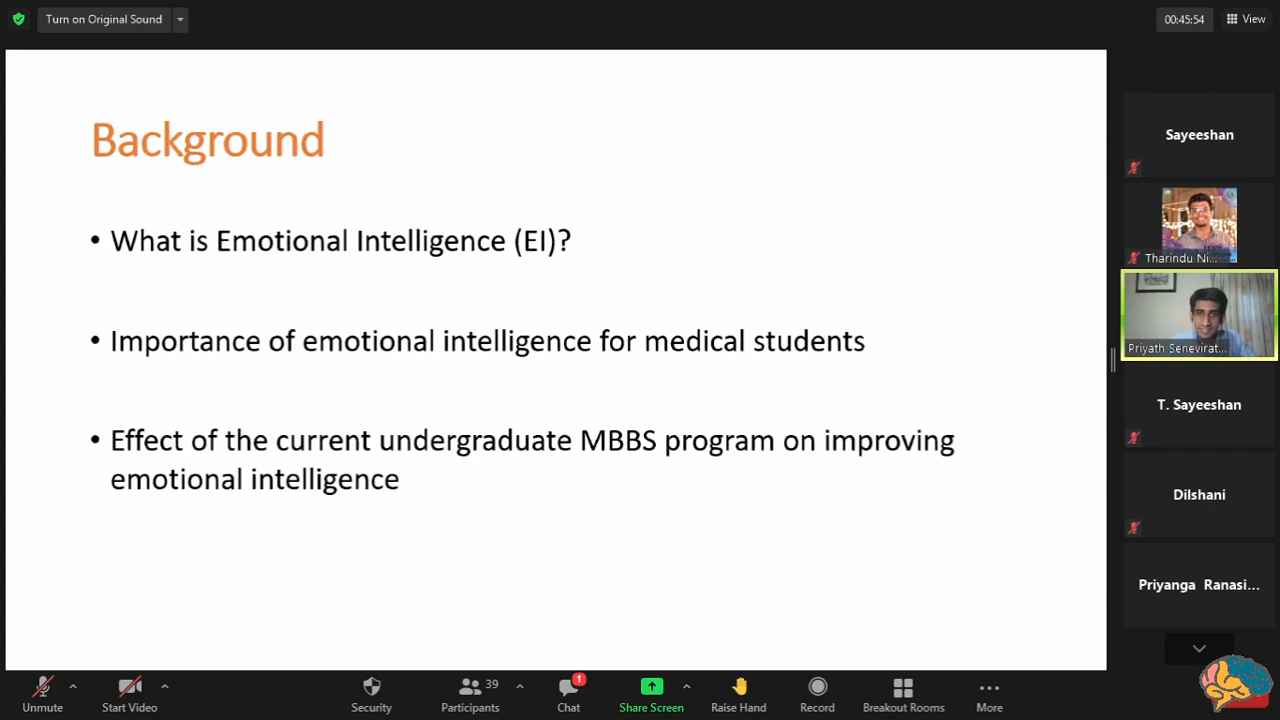 Turn on Original Sound
00:45:54
View
Background
• What is Emotional Intelligence (EI)?
• Importance of emotional intelligence for medical students
• Effect of the current undergraduate MBBS program on improving
emotional intelligence
Sayeeshan
Tharindu Ni...
Priyath Senevirat...
T. Sayeeshan
Dilshani
Priyanga Ranasi...
Unmute
Start Video
Security
39
Participants
1
Chat
Share Screen
Raise Hand
Record
Breakout Rooms
More